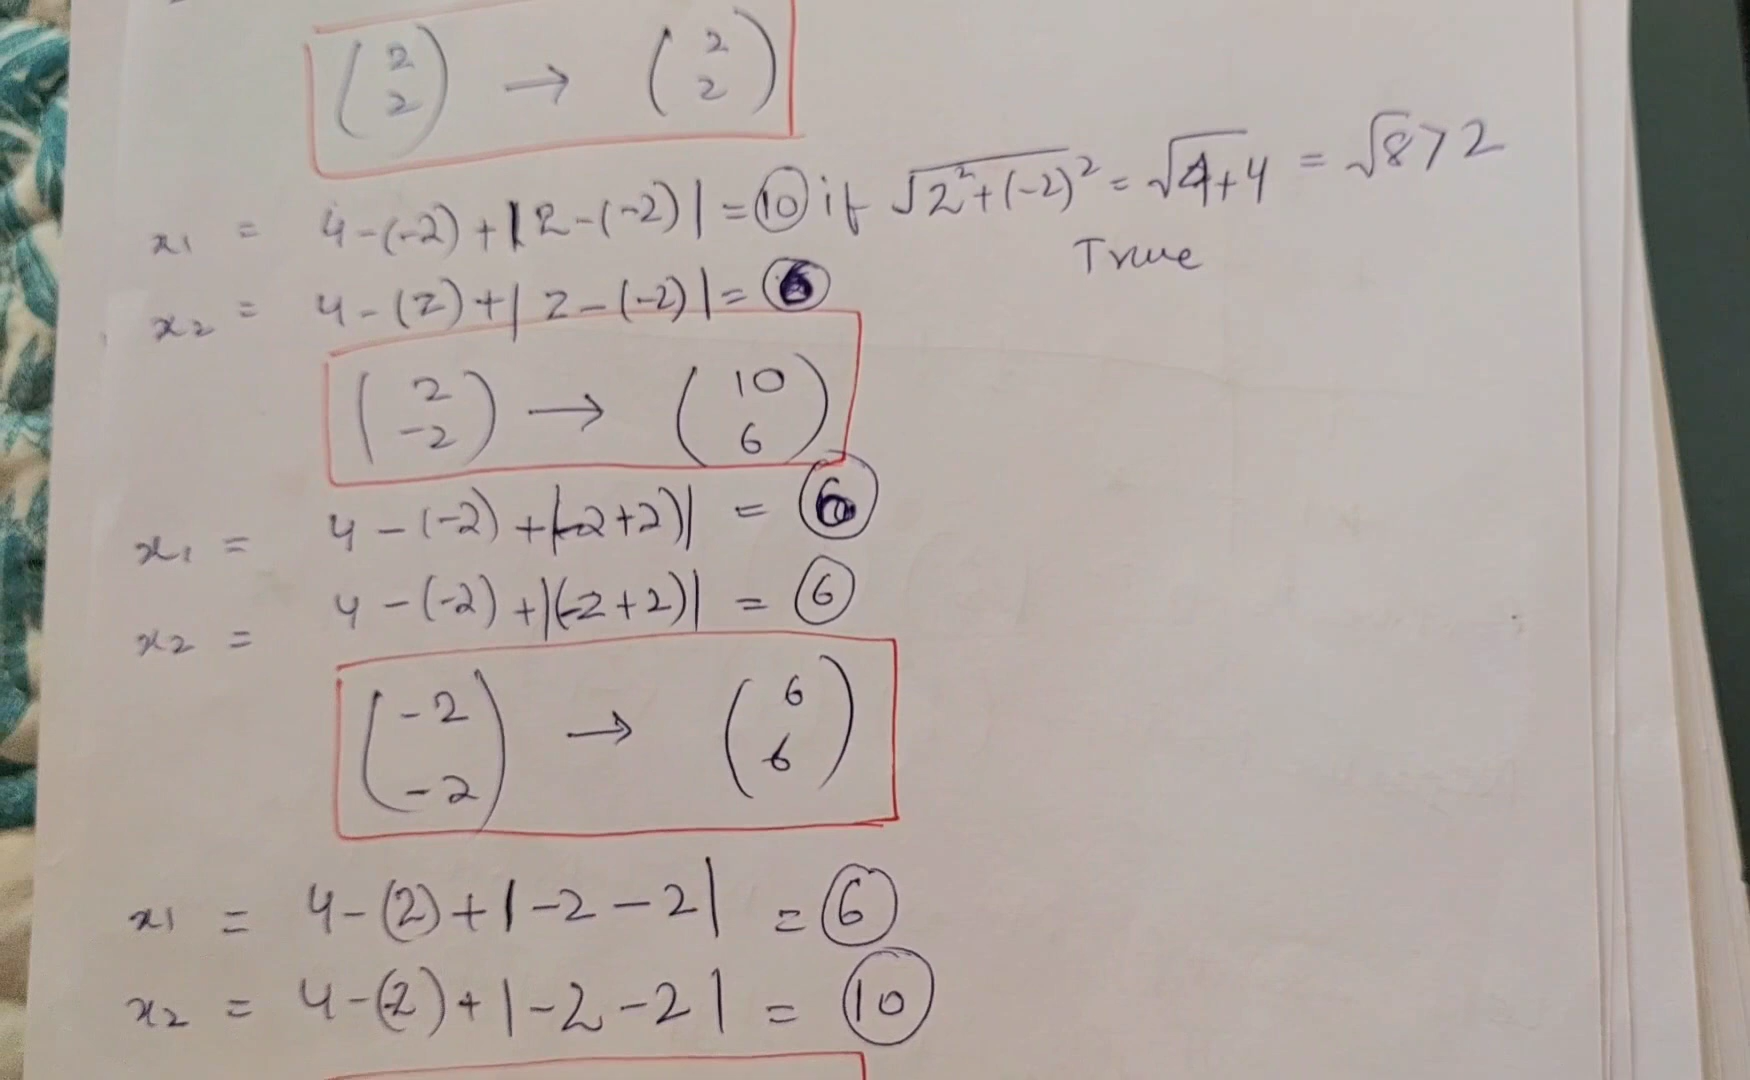 (2 2) → (2 2)
x1 = 4-(-2)+|2-(-2)| = 10 if √2²+(-2)² = √4+4 = √8 > 2
True
x2 = 4-(2)+|2-(-2)| = 6
(2 -2) → (10 6)
x1 = 4-(-2)+|-2+2)| = 6
x2 = 4-(-2)+|(-2+2)| = 6
(-2 -2) → (6 6)
x1 = 4-(2)+|-2-2| = 6
x2 = 4-(2)+|-2-2| = 10